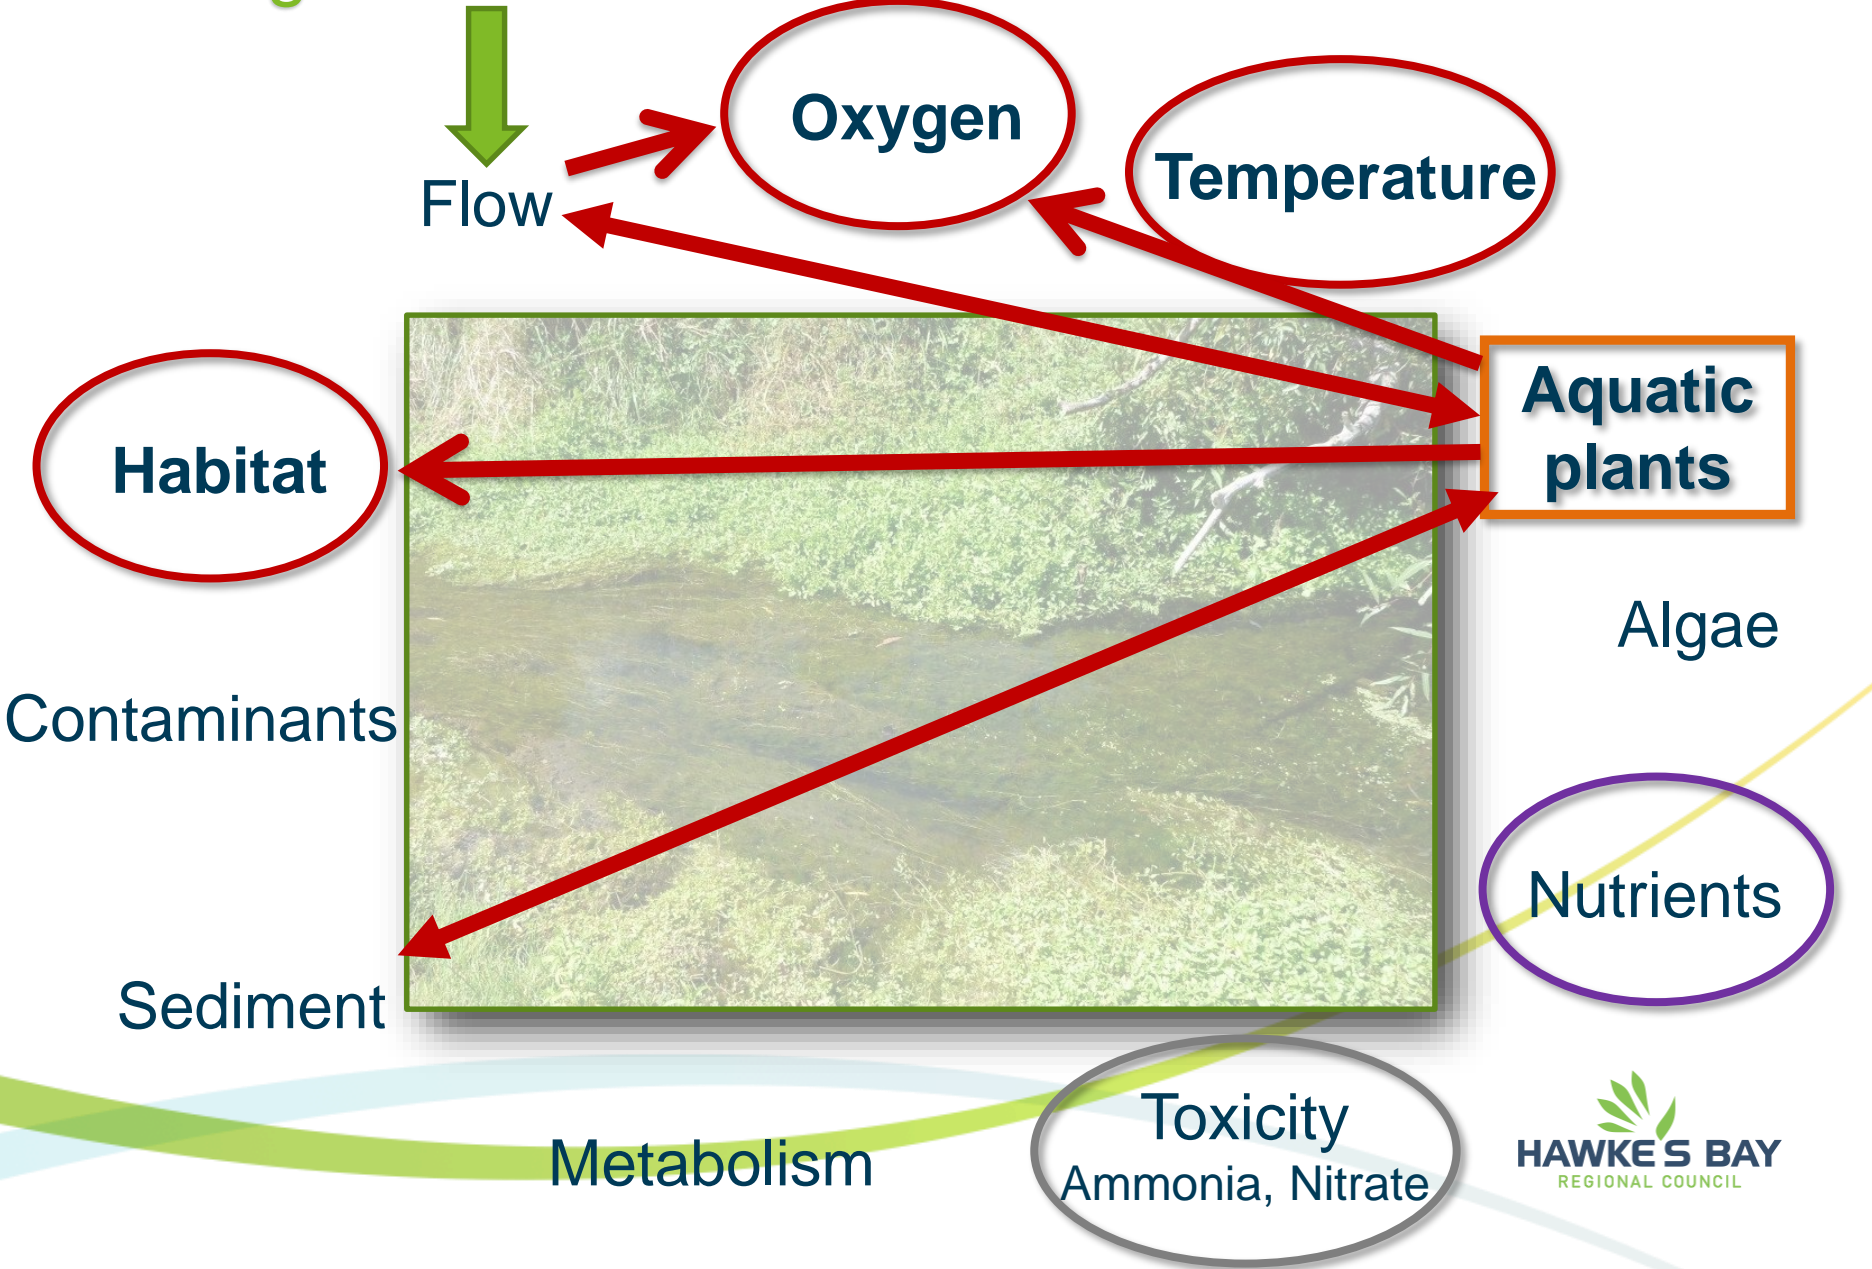 Oxygen
Temperature
Flow
Aquatic
plants
Habitat
Algae
Contaminants
Nutrients
Sediment
Toxicity
Ammonia, Nitrate
Metabolism
HAWKE'S BAY
REGIONAL COUNCIL